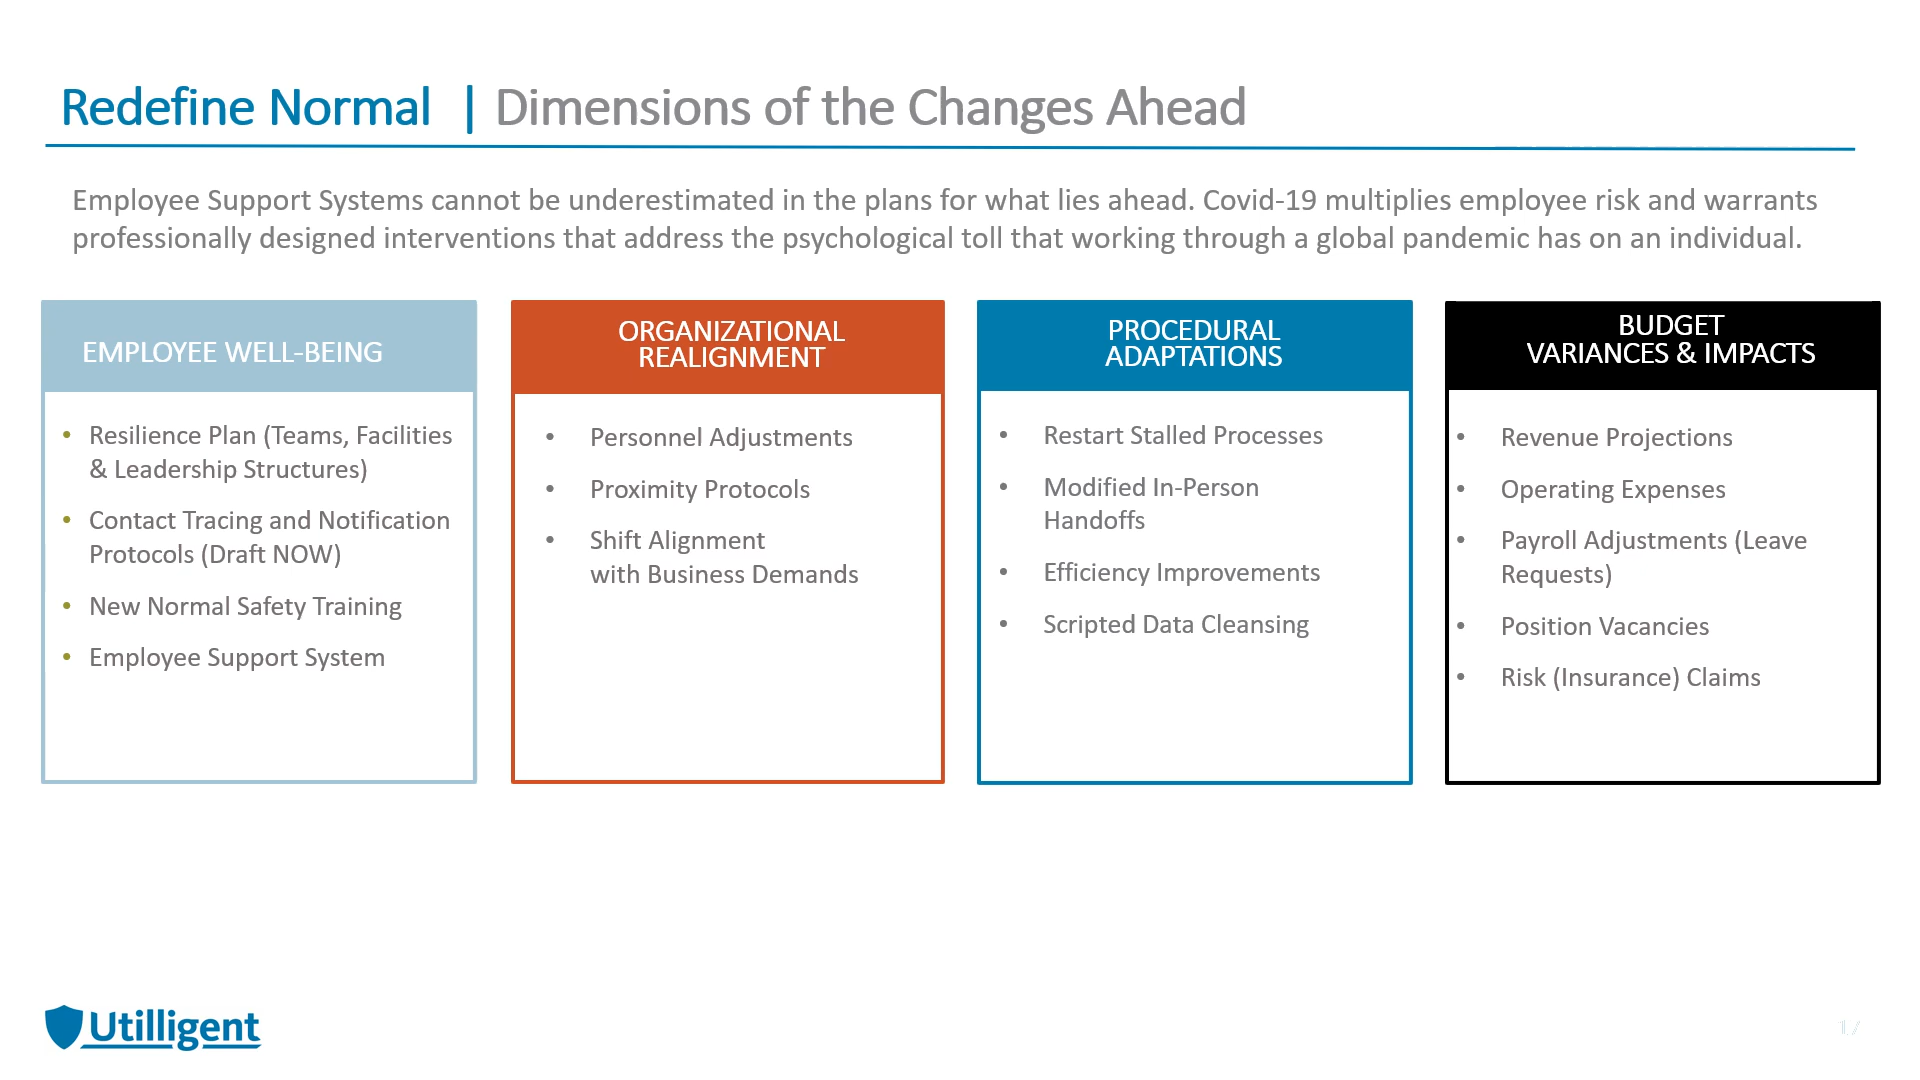 Redefine Normal | Dimensions of the Changes Ahead
Employee Support Systems cannot be underestimated in the plans for what lies ahead. Covid-19 multiplies employee risk and warrants
professionally designed interventions that address the psychological toll that working through a global pandemic has on an individual.
EMPLOYEE WELL-BEING
• Resilience Plan (Teams, Facilities
& Leadership Structures)
• Contact Tracing and Notification
Protocols (Draft NOW)
• New Normal Safety Training
• Employee Support System
ORGANIZATIONAL
REALIGNMENT
• Personnel Adjustments
• Proximity Protocols
• Shift Alignment
with Business Demands
PROCEDURAL
ADAPTATIONS
• Restart Stalled Processes
• Modified In-Person
Handoffs
• Efficiency Improvements
• Scripted Data Cleansing
BUDGET
VARIANCES & IMPACTS
• Revenue Projections
• Operating Expenses
• Payroll Adjustments (Leave
Requests)
• Position Vacancies
• Risk (Insurance) Claims
Utilligent
17